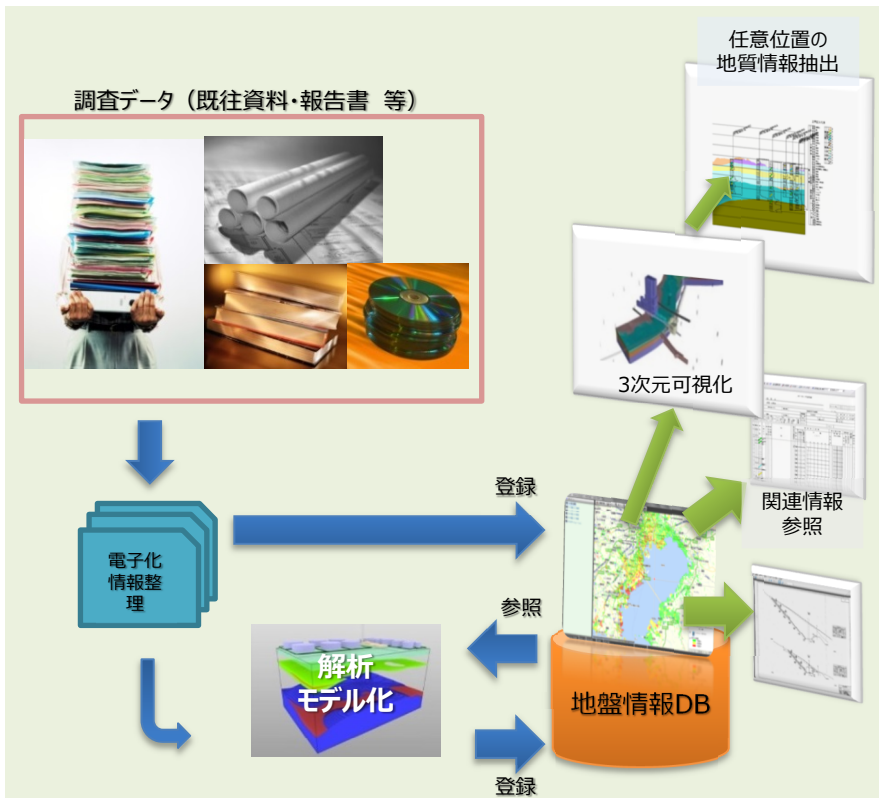 任意位置の
地質情報抽出
調査データ（既往資料・報告書 等）
3次元可視化
関連情報
参照
登録
電子化
情報整
理
参照
解析
モデル化
地盤情報DB
登録